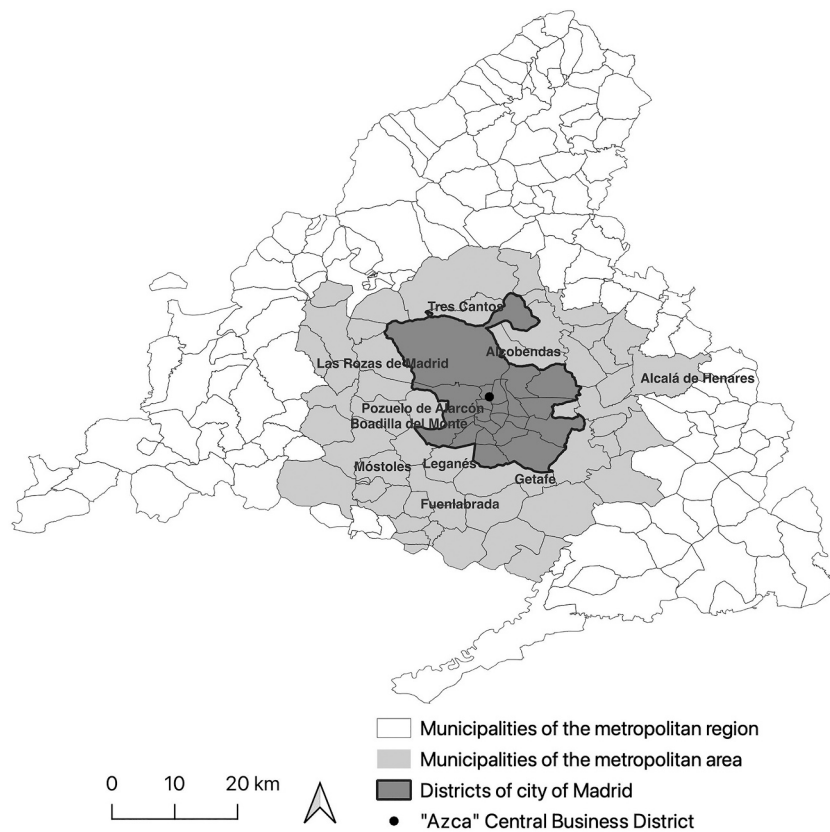 Tres Cantos
Alcobendas
Las Rozas de Madrid
Alcalá de Henares
Pozuelo de Alarcón
Boadilla del Monte
Móstoles
Leganés
Getafe
Fuenlabrada
Municipalities of the metropolitan region
Municipalities of the metropolitan area
0 10 20 km
Districts of city of Madrid
"Azca" Central Business District